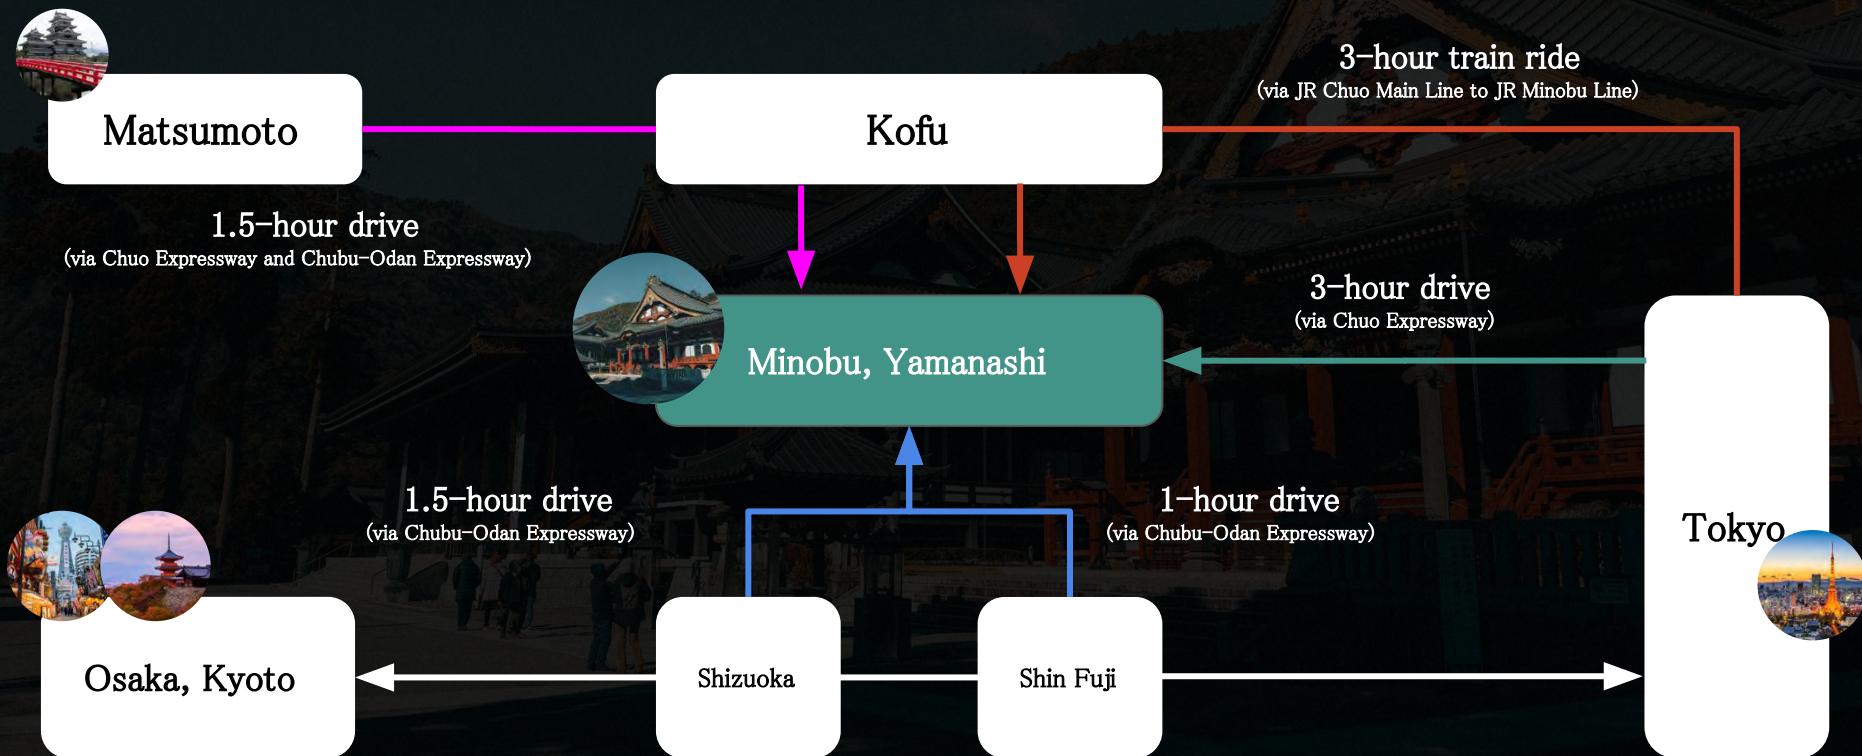 3-hour train ride
(via JR Chuo Main Line to JR Minobu Line)
Matsumoto
Kofu
1.5-hour drive
(via Chuo Expressway and Chubu-Odan Expressway)
3-hour drive
(via Chuo Expressway)
Minobu, Yamanashi
1.5-hour drive
(via Chubu-Odan Expressway)
1-hour drive
(via Chubu-Odan Expressway)
Tokyo
Osaka, Kyoto
Shizuoka
Shin Fuji